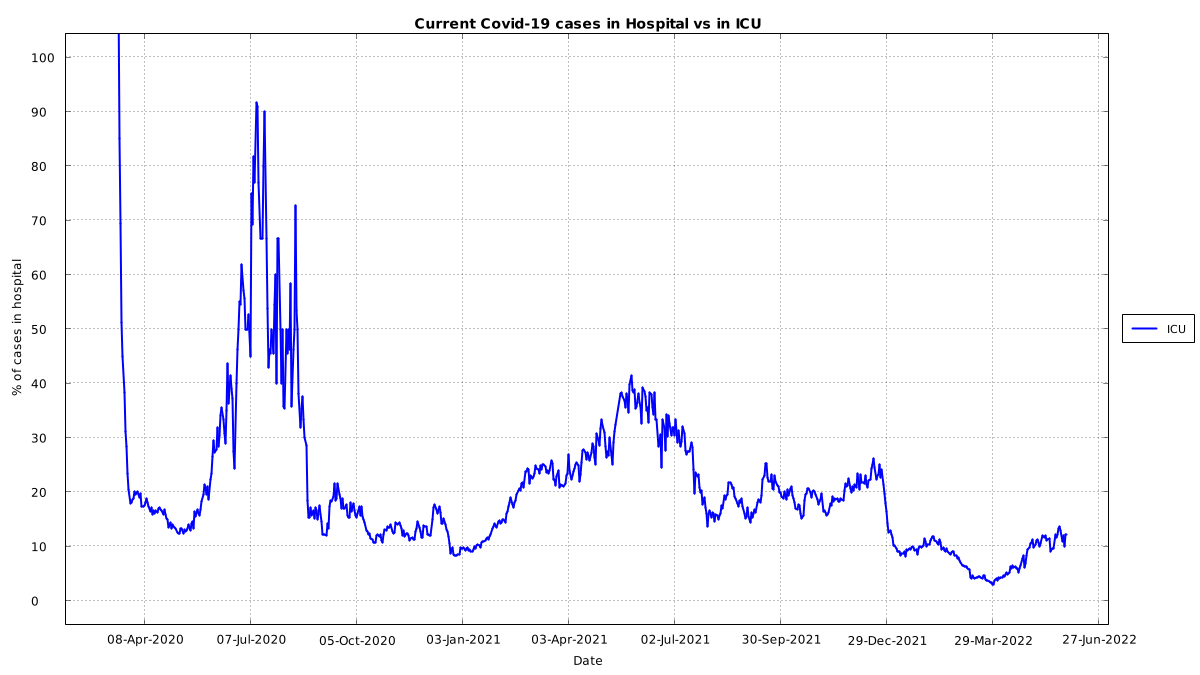 Current Covid-19 cases in Hospital vs in ICU
% of cases in hospital
100
90
80
70
60
50
40
30
20
10
0
08-Apr-2020 07-Jul-2020 05-Oct-2020 03-Jan-2021 03-Apr-2021 02-Jul-2021 30-Sep-2021 29-Dec-2021 29-Mar-2022 27-Jun-2022
Date
ICU